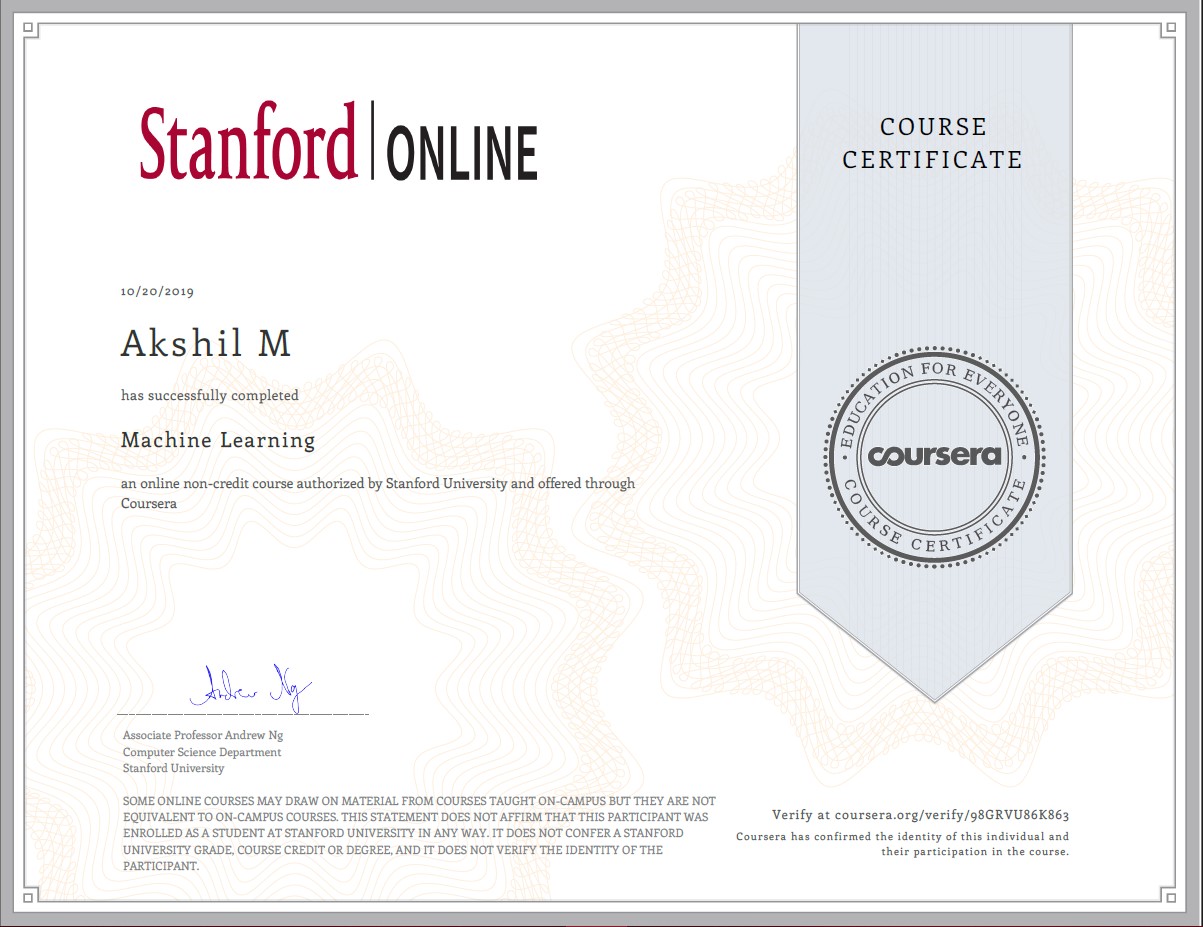 Stanford | ONLINE
COURSE
CERTIFICATE
10/20/2019
Akshil M
has successfully completed
Machine Learning
an online non-credit course authorized by Stanford University and offered through
Coursera
EDUCATION FOR EVERYONE
coursera
COURSE CERTIFICATE
Andrew Ng
Associate Professor Andrew Ng
Computer Science Department
Stanford University
SOME ONLINE COURSES MAY DRAW ON MATERIAL FROM COURSES TAUGHT ON-CAMPUS BUT THEY ARE NOT
EQUIVALENT TO ON-CAMPUS COURSES. THIS STATEMENT DOES NOT AFFIRM THAT THIS PARTICIPANT WAS
ENROLLED AS A STUDENT AT STANFORD UNIVERSITY IN ANY WAY. IT DOES NOT CONFER A STANFORD
UNIVERSITY GRADE, COURSE CREDIT OR DEGREE, AND IT DOES NOT VERIFY THE IDENTITY OF THE
PARTICIPANT.
Verify at coursera.org/verify/98GRVU86K863
Coursera has confirmed the identity of this individual and
their participation in the course.